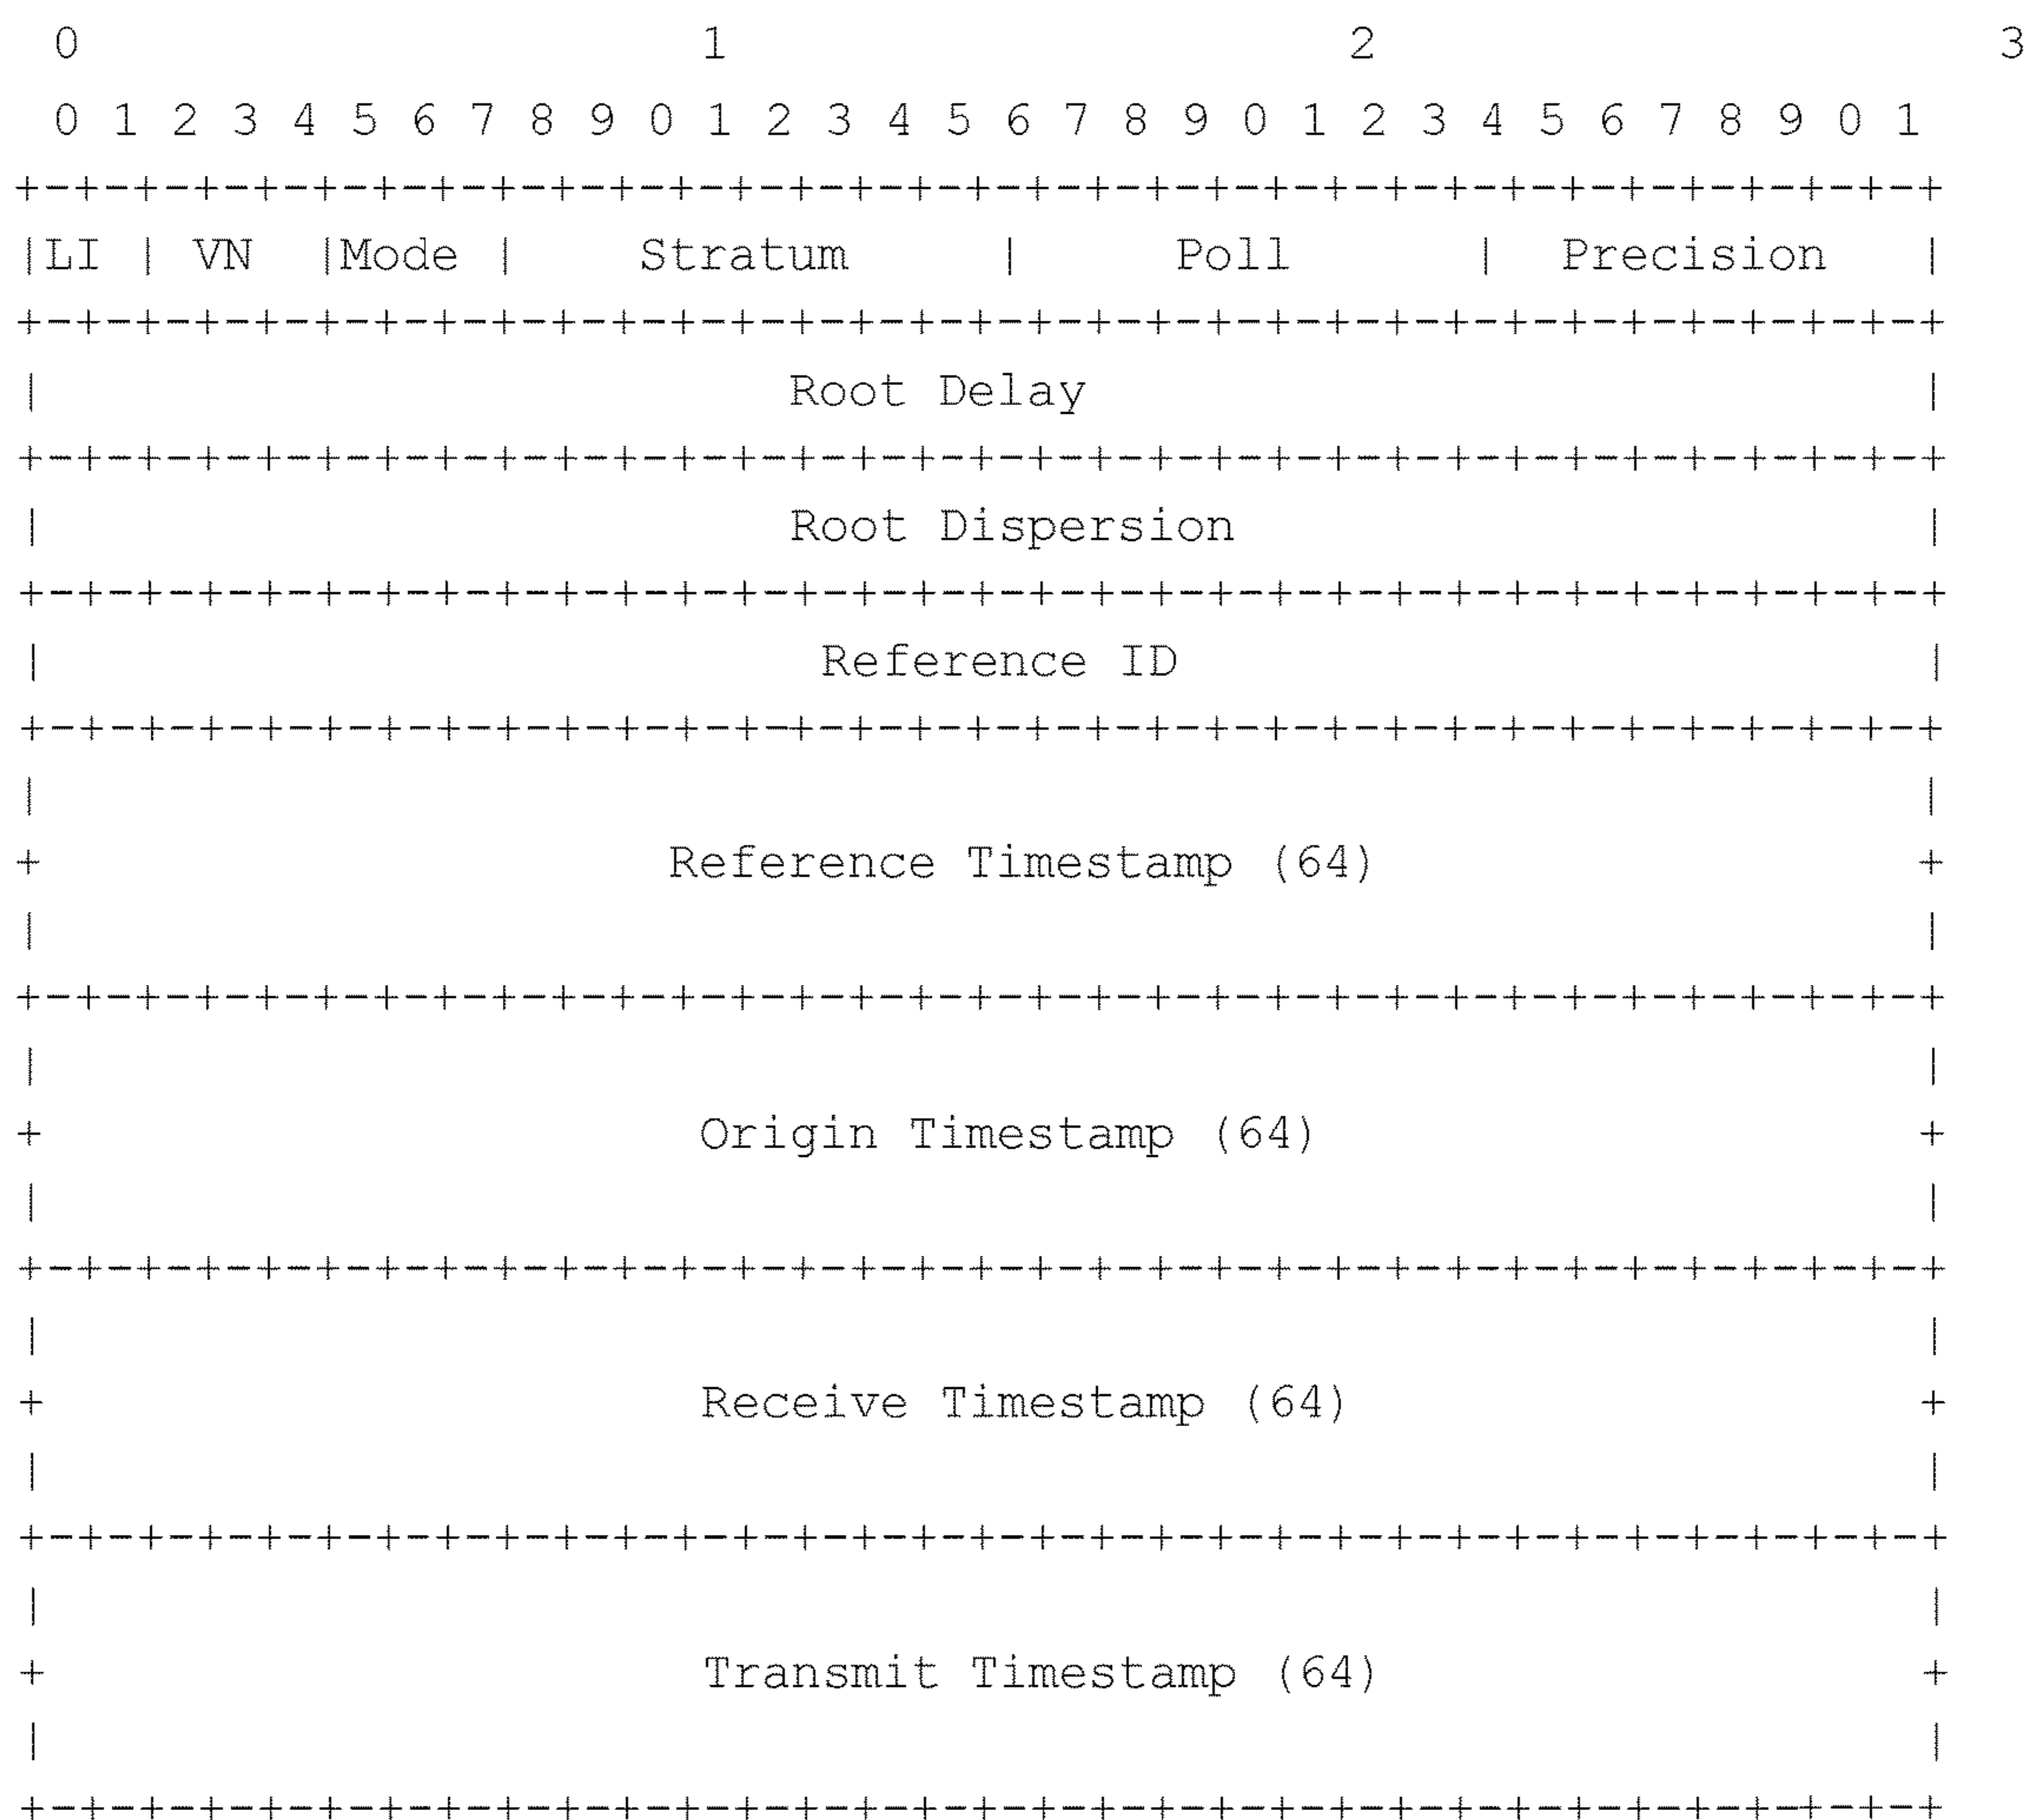 0                   1                   2                   3
0 1 2 3 4 5 6 7 8 9 0 1 2 3 4 5 6 7 8 9 0 1 2 3 4 5 6 7 8 9 0 1
+-+-+-+-+-+-+-+-+-+-+-+-+-+-+-+-+-+-+-+-+-+-+-+-+-+-+-+-+-+-+-+-+
|LI | VN  |Mode |    Stratum     |     Poll      |  Precision   |
+-+-+-+-+-+-+-+-+-+-+-+-+-+-+-+-+-+-+-+-+-+-+-+-+-+-+-+-+-+-+-+-+
|                         Root Delay                            |
+-+-+-+-+-+-+-+-+-+-+-+-+-+-+-+-+-+-+-+-+-+-+-+-+-+-+-+-+-+-+-+-+
|                         Root Dispersion                       |
+-+-+-+-+-+-+-+-+-+-+-+-+-+-+-+-+-+-+-+-+-+-+-+-+-+-+-+-+-+-+-+-+
|                          Reference ID                         |
+-+-+-+-+-+-+-+-+-+-+-+-+-+-+-+-+-+-+-+-+-+-+-+-+-+-+-+-+-+-+-+-+
|                                                               |
+                     Reference Timestamp (64)                  +
|                                                               |
+-+-+-+-+-+-+-+-+-+-+-+-+-+-+-+-+-+-+-+-+-+-+-+-+-+-+-+-+-+-+-+-+
|                                                               |
+                      Origin Timestamp (64)                    +
|                                                               |
+-+-+-+-+-+-+-+-+-+-+-+-+-+-+-+-+-+-+-+-+-+-+-+-+-+-+-+-+-+-+-+-+
|                                                               |
+                      Receive Timestamp (64)                   +
|                                                               |
+-+-+-+-+-+-+-+-+-+-+-+-+-+-+-+-+-+-+-+-+-+-+-+-+-+-+-+-+-+-+-+-+
|                                                               |
+                      Transmit Timestamp (64)                  +
|                                                               |
+-+-+-+-+-+-+-+-+-+-+-+-+-+-+-+-+-+-+-+-+-+-+-+-+-+-+-+-+-+-+-+-+